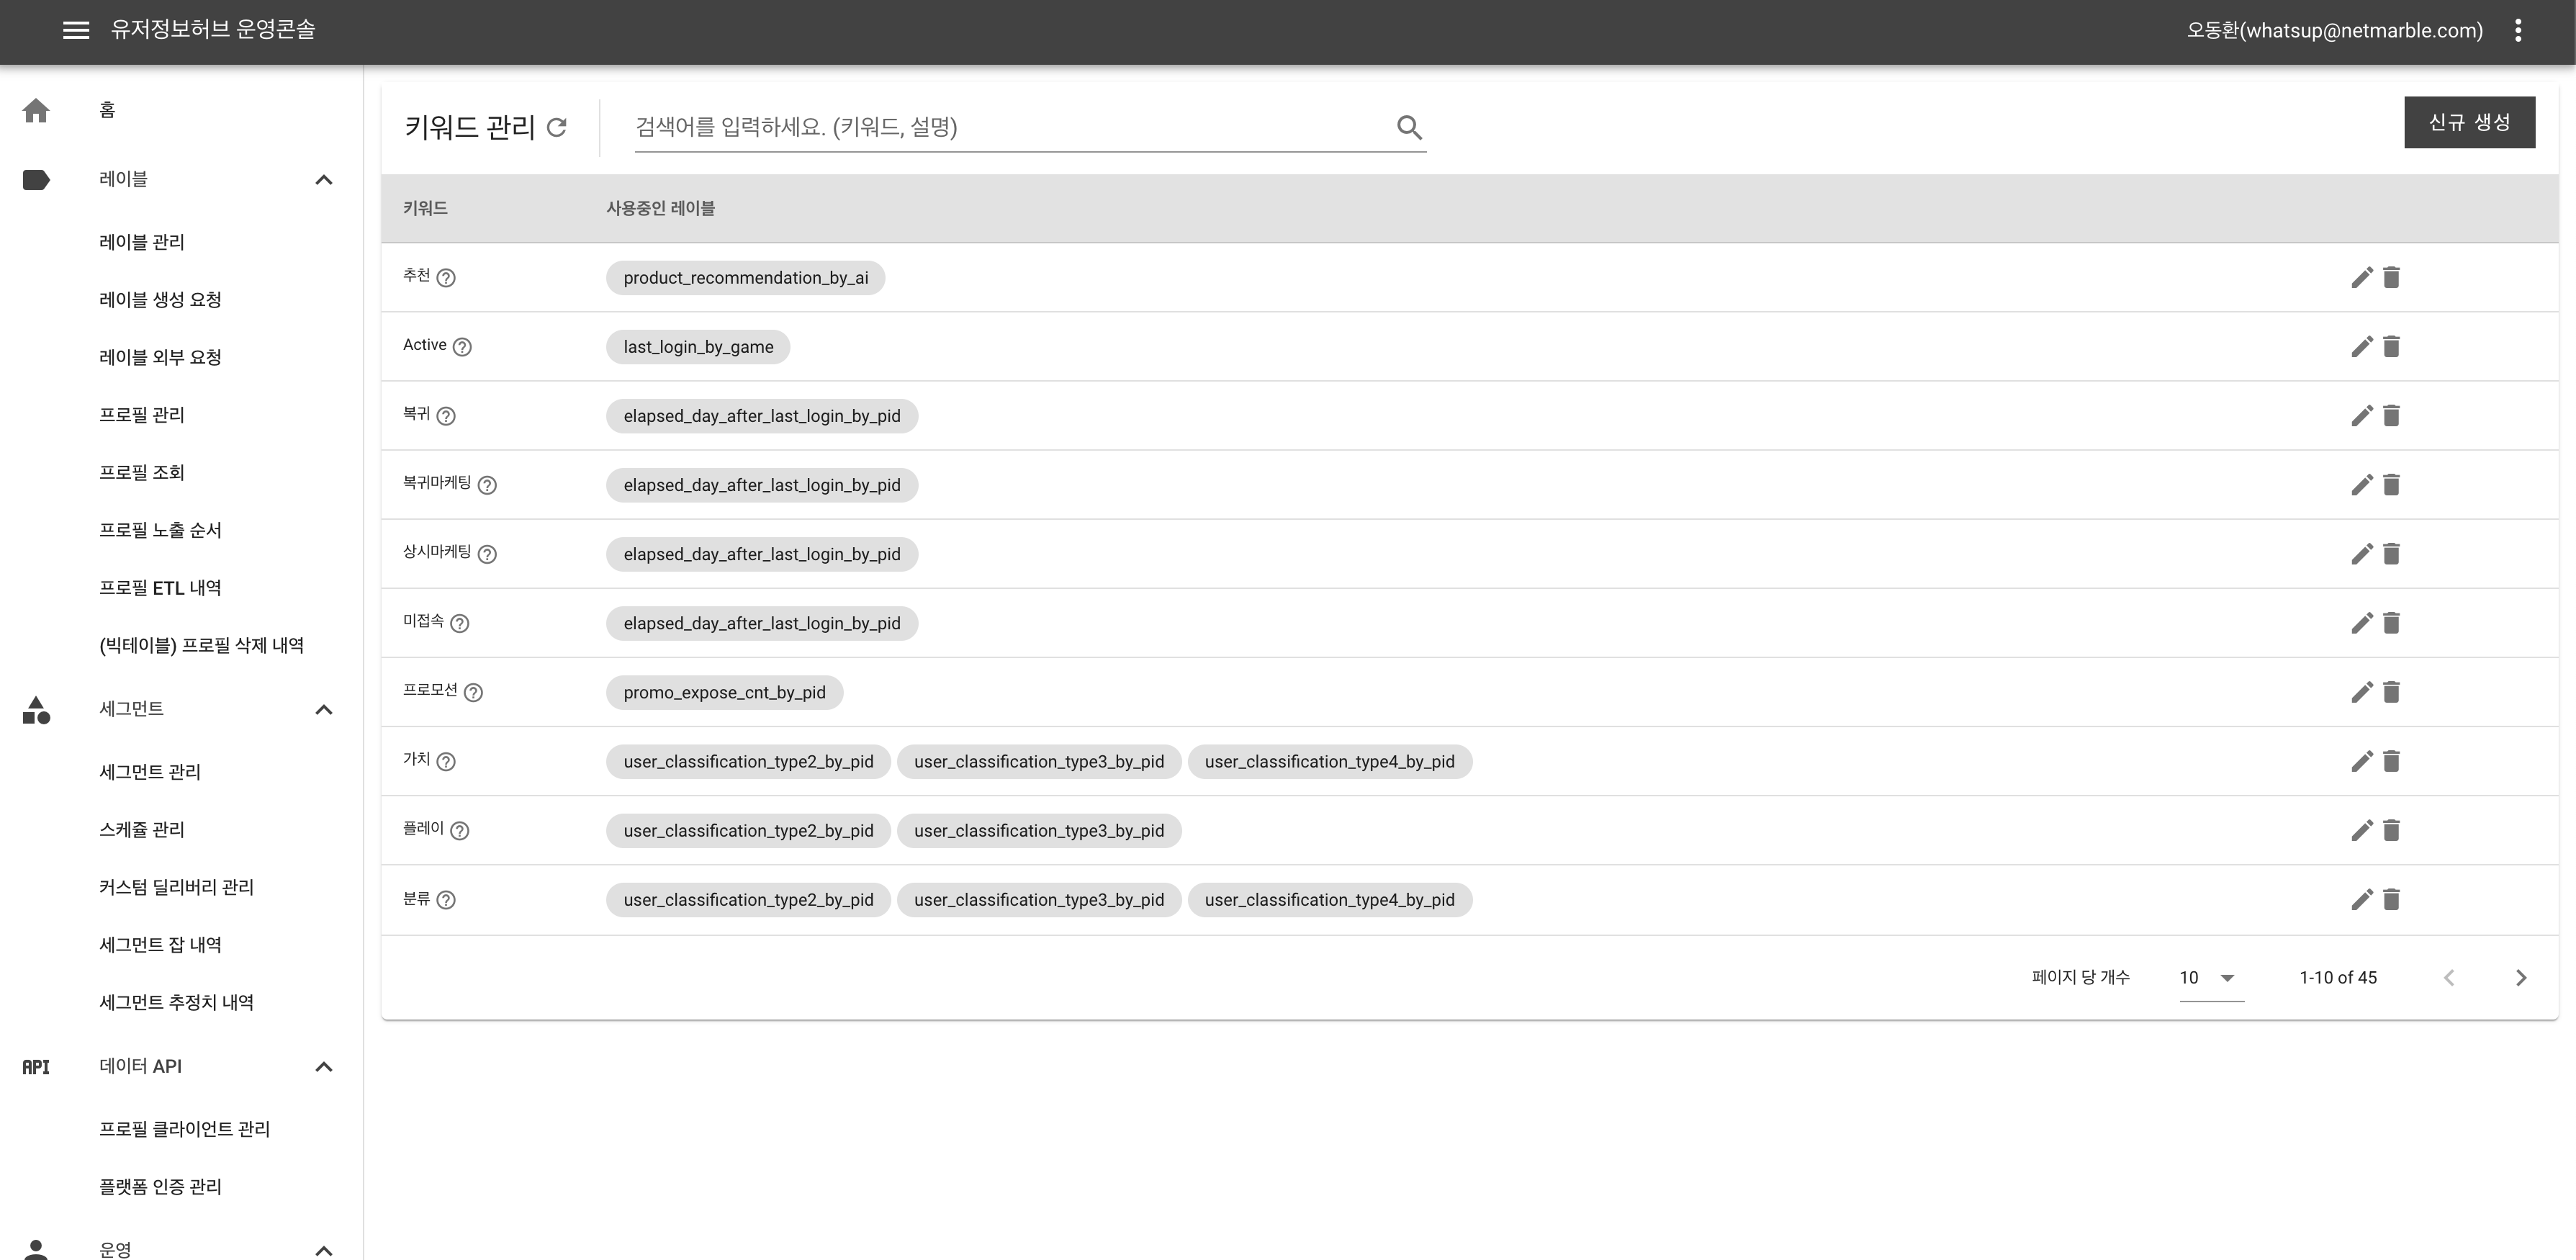 유저정보허브 운영콘솔
오동환(whatsup@netmarble.com)
홈
레이블
레이블 관리
레이블 생성 요청
레이블 외부 요청
프로필 관리
프로필 조회
프로필 노출 순서
프로필 ETL 내역
(빅테이블) 프로필 삭제 내역
세그먼트
세그먼트 관리
스케쥴 관리
커스텀 딜리버리 관리
세그먼트 잡 내역
세그먼트 추정치 내역
API 데이터 API
프로필 클라이언트 관리
플랫폼 인증 관리
운영
키워드 관리 검색어를 입력하세요. (키워드, 설명) 신규 생성
키워드 사용중인 레이블
추천 product_recommendation_by_ai
Active last_login_by_game
복귀 elapsed_day_after_last_login_by_pid
복귀마케팅 elapsed_day_after_last_login_by_pid
상시마케팅 elapsed_day_after_last_login_by_pid
미접속 elapsed_day_after_last_login_by_pid
프로모션 promo_expose_cnt_by_pid
가치 user_classification_type2_by_pid user_classification_type3_by_pid user_classification_type4_by_pid
플레이 user_classification_type2_by_pid user_classification_type3_by_pid
분류 user_classification_type2_by_pid user_classification_type3_by_pid user_classification_type4_by_pid
페이지 당 개수 10 1-10 of 45